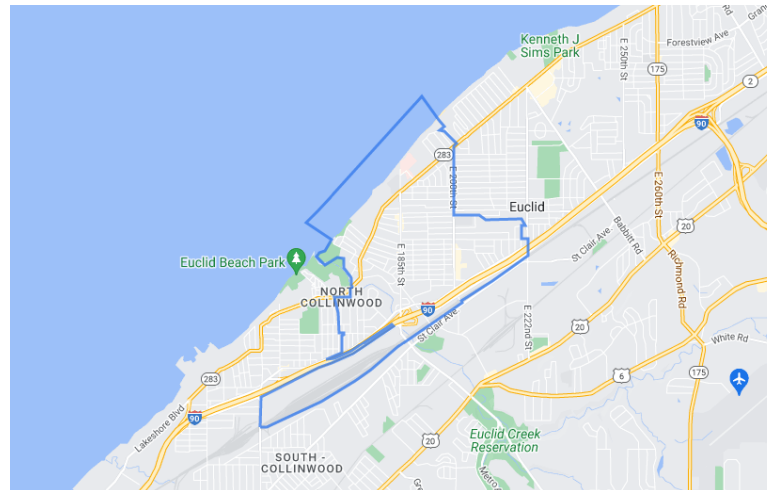 Kenneth J
Sims Park
E 250th St
Forestview Ave
175
2
90
283
E 200th St
Euclid
E 260th St
20
Babbitt Rd
St Clair Ave.
Euclid Beach Park
E 185th St
NORTH
COLLINWOOD
90
St Clair Ave
E 222nd St
Richmond Rd
20
White Rd
6
175
283
Lakeshore Blvd
90
20
Euclid Creek
Reservation
SOUTH -
COLLINWOOD